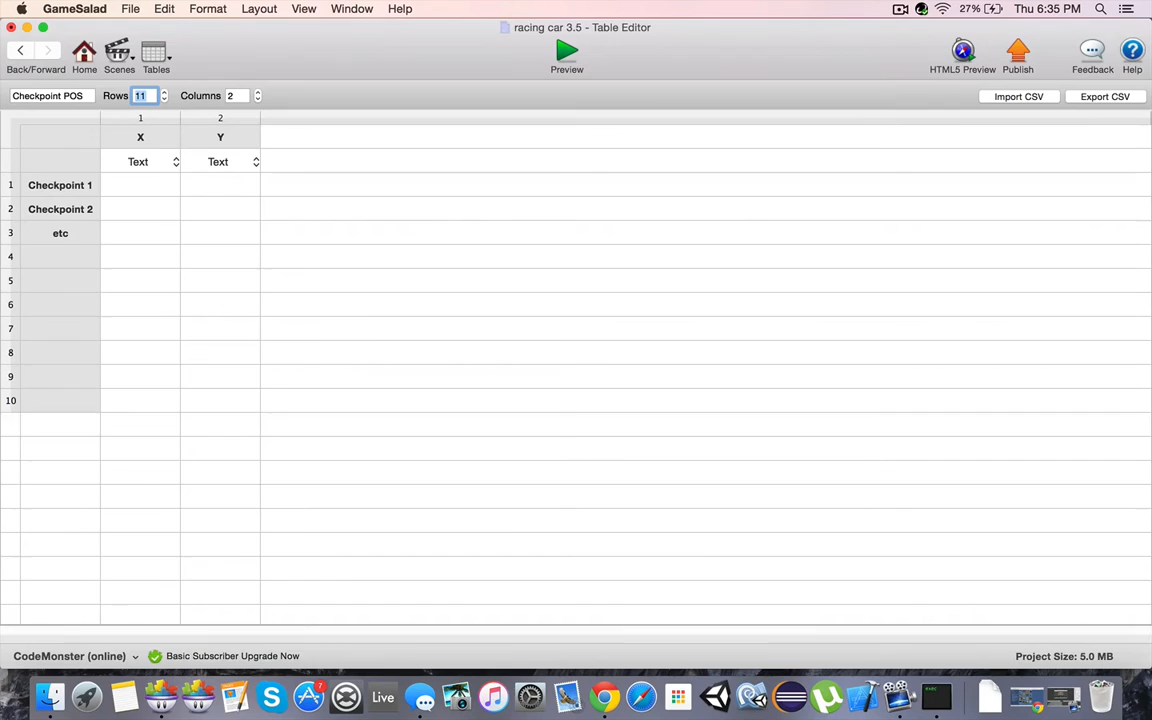 GameSalad File Edit Format Layout View Window Help 27% Thu 6:35 PM
racing car 3.5 - Table Editor
Back/Forward Home Scenes Tables Preview HTML5 Preview Publish Feedback Help
Checkpoint POS Rows 11 Columns 2 Import CSV Export CSV
1 2
X Y
Text Text
1 Checkpoint 1
2 Checkpoint 2
3 etc
4
5
6
7
8
9
10
CodeMonster (online) Basic Subscriber Upgrade Now Project Size: 5.0 MB
7
Live